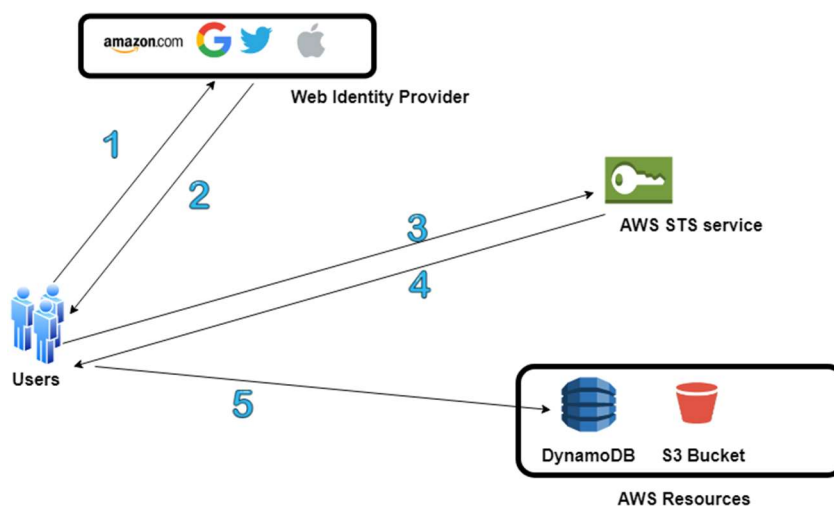 amazon.com
Web Identity Provider
1
2
3
AWS STS service
4
Users
5
DynamoDB S3 Bucket
AWS Resources